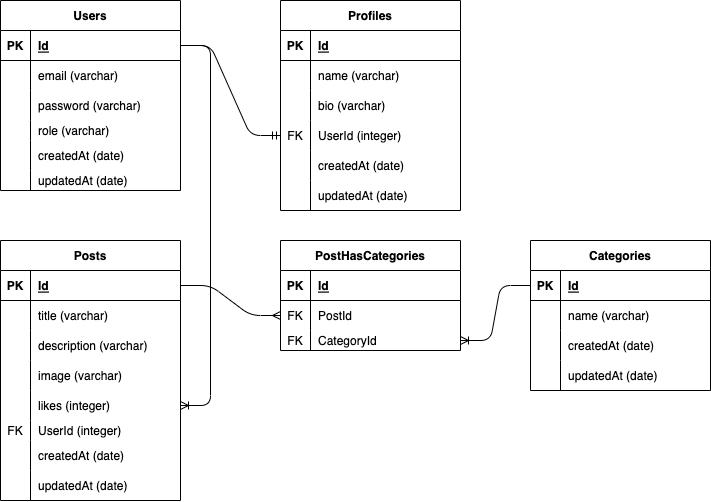 Users
PK Id
email (varchar)
password (varchar)
role (varchar)
createdAt (date)
updatedAt (date)
Profiles
PK Id
name (varchar)
bio (varchar)
FK UserId (integer)
createdAt (date)
updatedAt (date)
Posts
PK Id
title (varchar)
description (varchar)
image (varchar)
likes (integer)
FK UserId (integer)
createdAt (date)
updatedAt (date)
PostHasCategories
PK Id
FK PostId
FK CategoryId
Categories
PK Id
name (varchar)
createdAt (date)
updatedAt (date)